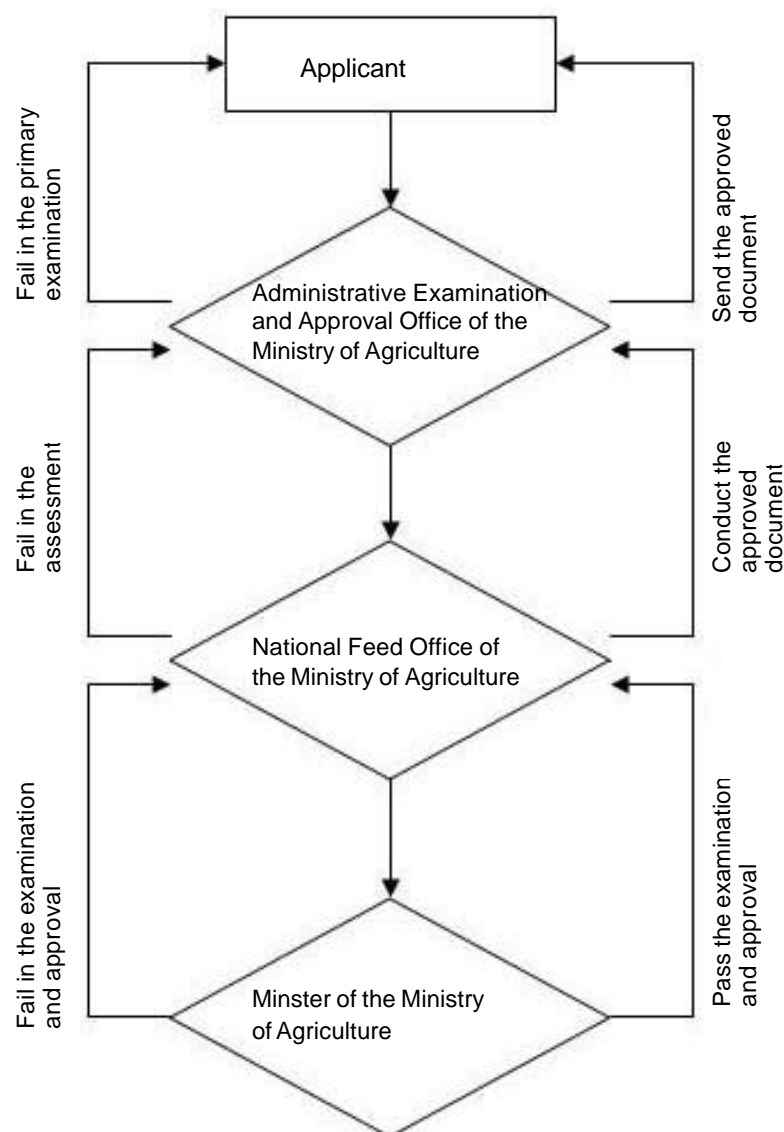 Applicant
Fail in the primary
examination
Send the approved
document
Administrative Examination
and Approval Office of the
Ministry of Agriculture
Fail in the
assessment
Conduct the
approved
document
National Feed Office of
the Ministry of Agriculture
Fail in the examination
and approval
Pass the examination
and approval
Minster of the Ministry
of Agriculture